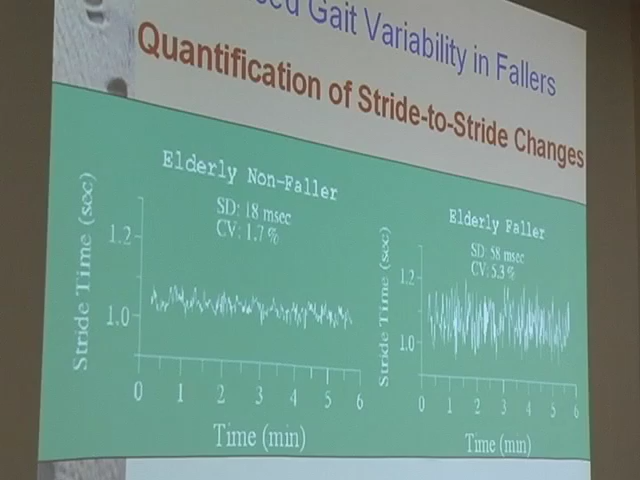 Gait Variability in Fallers
Quantification of Stride-to-Stride Changes
Elderly Non-Faller
SD: 18 msec
CV: 1.7 %
Stride Time (sec)
1.2
1.0
0 1 2 3 4 5 6
Time (min)
Elderly Faller
SD: 58 msec
CV: 5.3 %
Stride Time (sec)
1.2
1.0
0 1 2 3 4 5 6
Time (min)